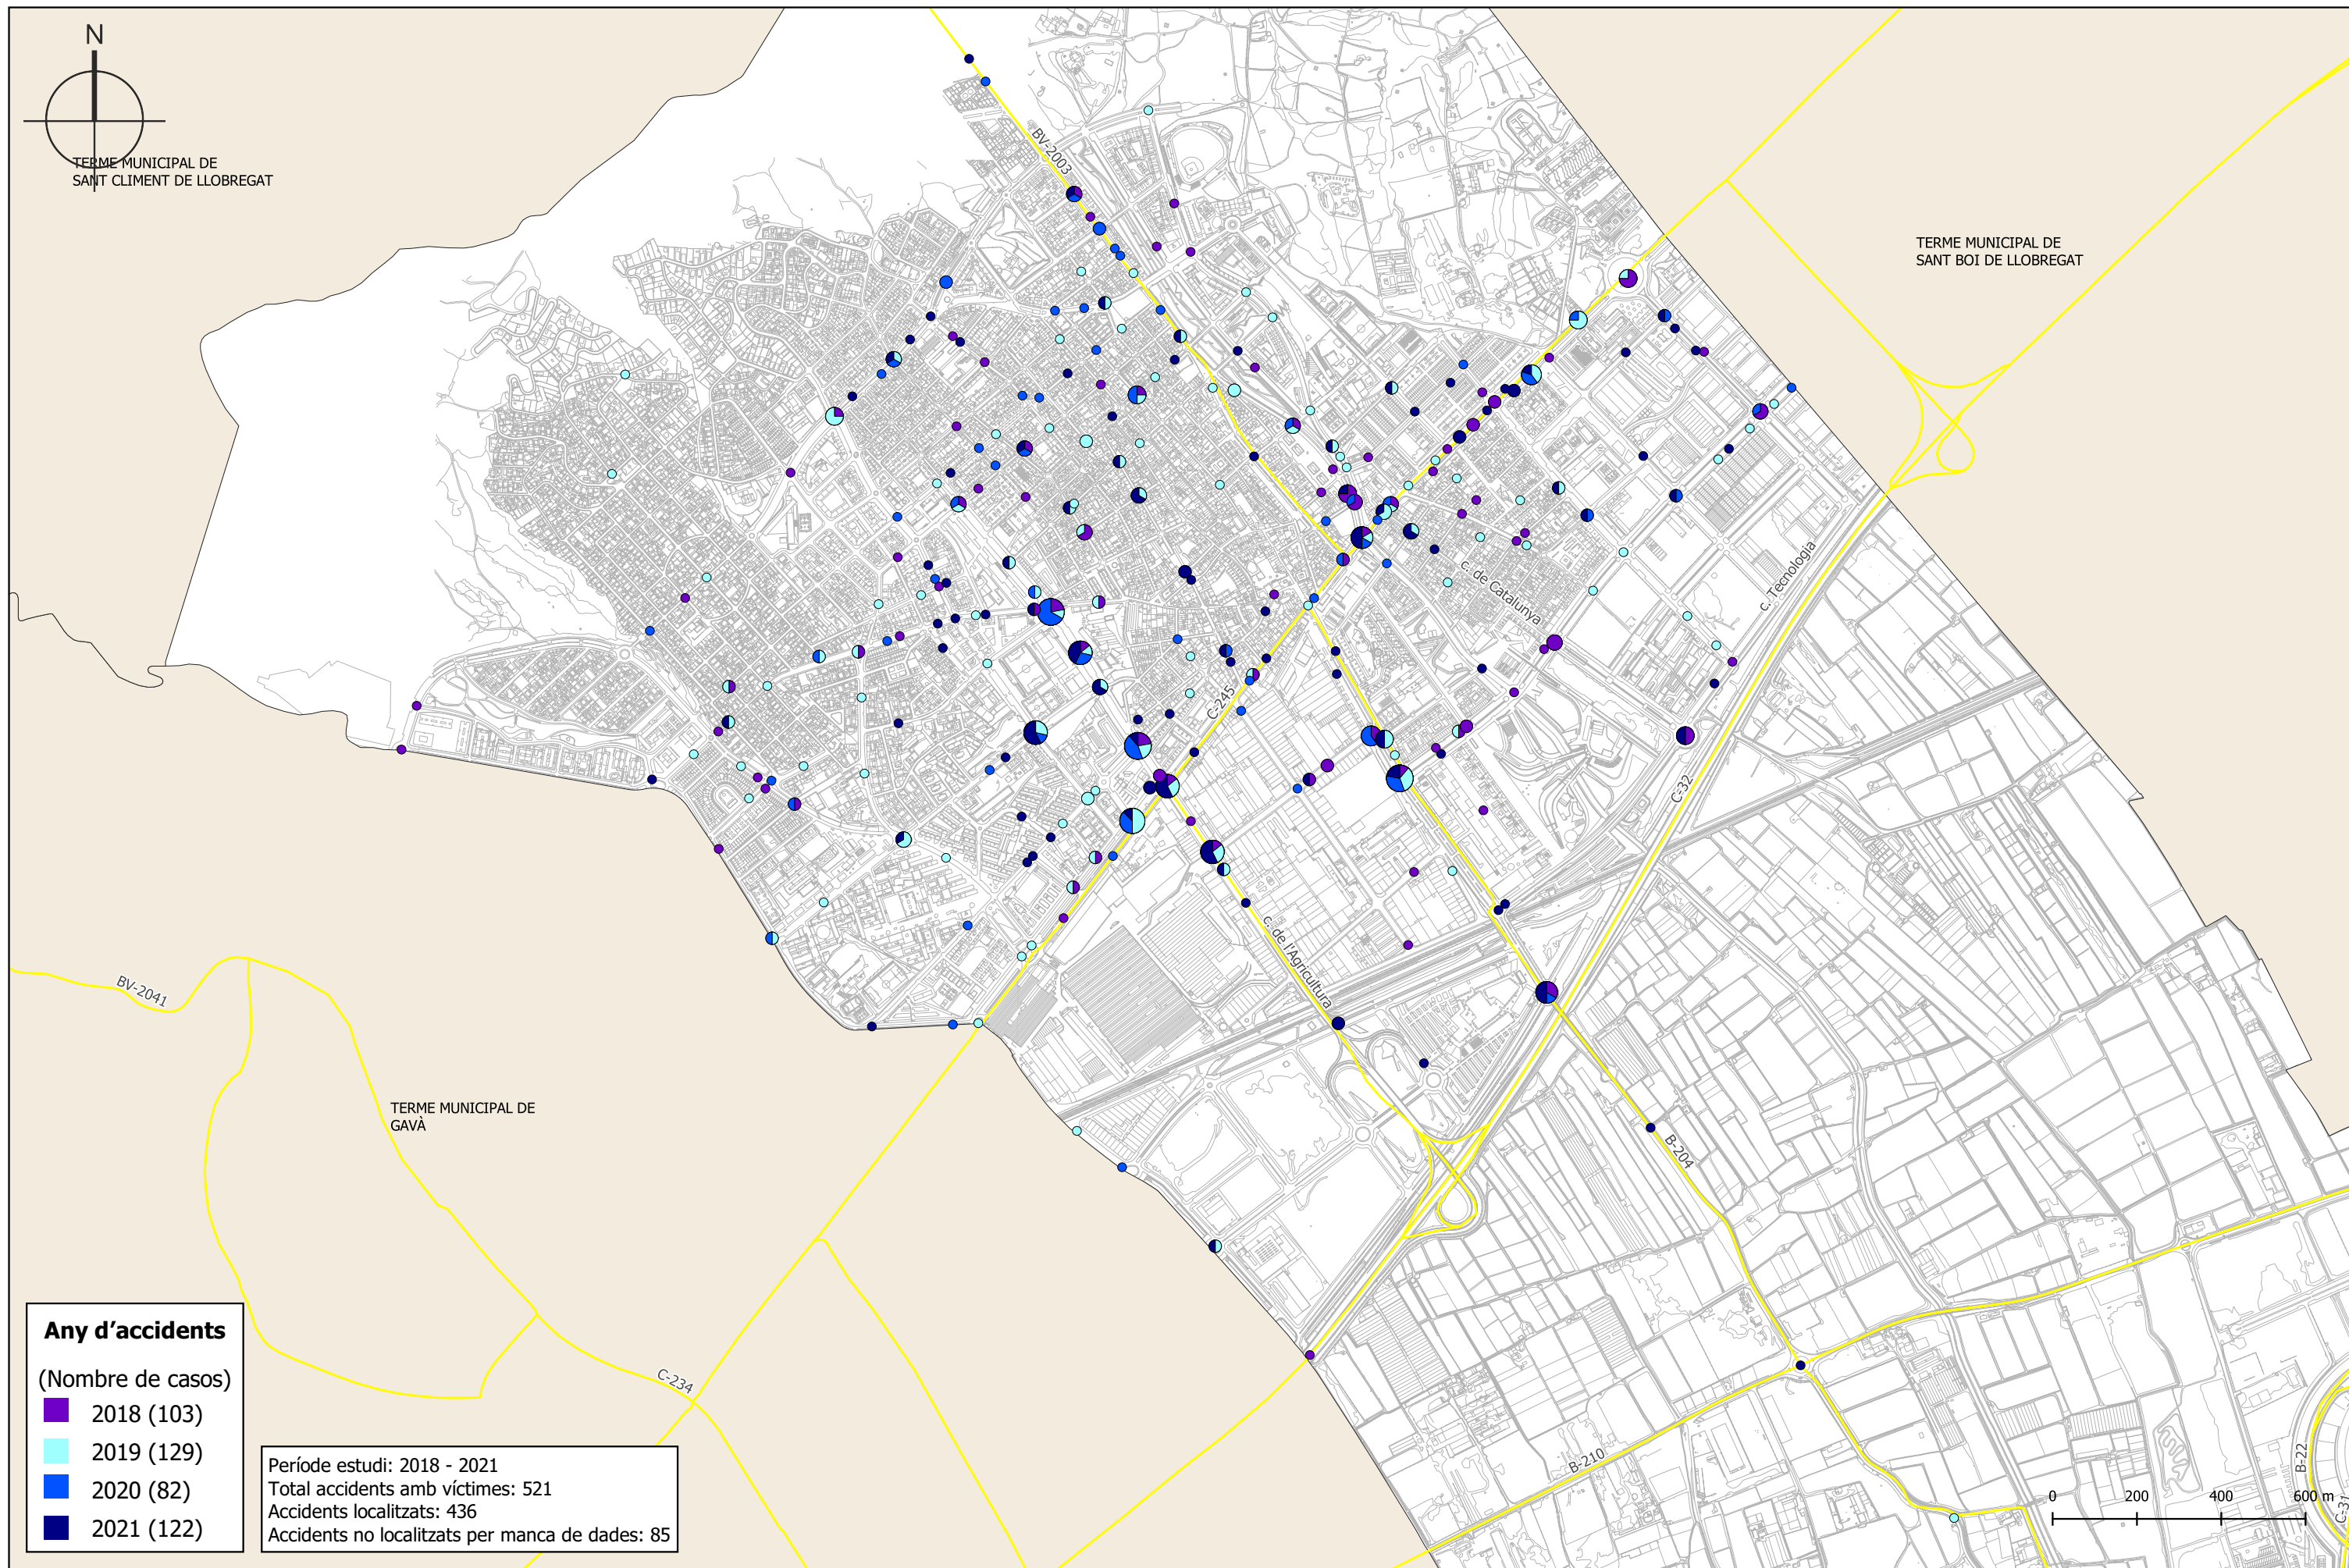 N
TERME MUNICIPAL DE
SANT CLIMENT DE LLOBREGAT
BV-2003
TERME MUNICIPAL DE
SANT BOI DE LLOBREGAT
c. de Catalunya
c. Tecnologia
C-245
C-32
c. de l'Agricultura
BV-2041
TERME MUNICIPAL DE
GAVÀ
B-204
C-234
B-210
B-22
C-31
0 200 400 600 m
Any d’accidents
(Nombre de casos)
2018 (103)
2019 (129)
2020 (82)
2021 (122)
Període estudi: 2018 - 2021
Total accidents amb víctimes: 521
Accidents localitzats: 436
Accidents no localitzats per manca de dades: 85